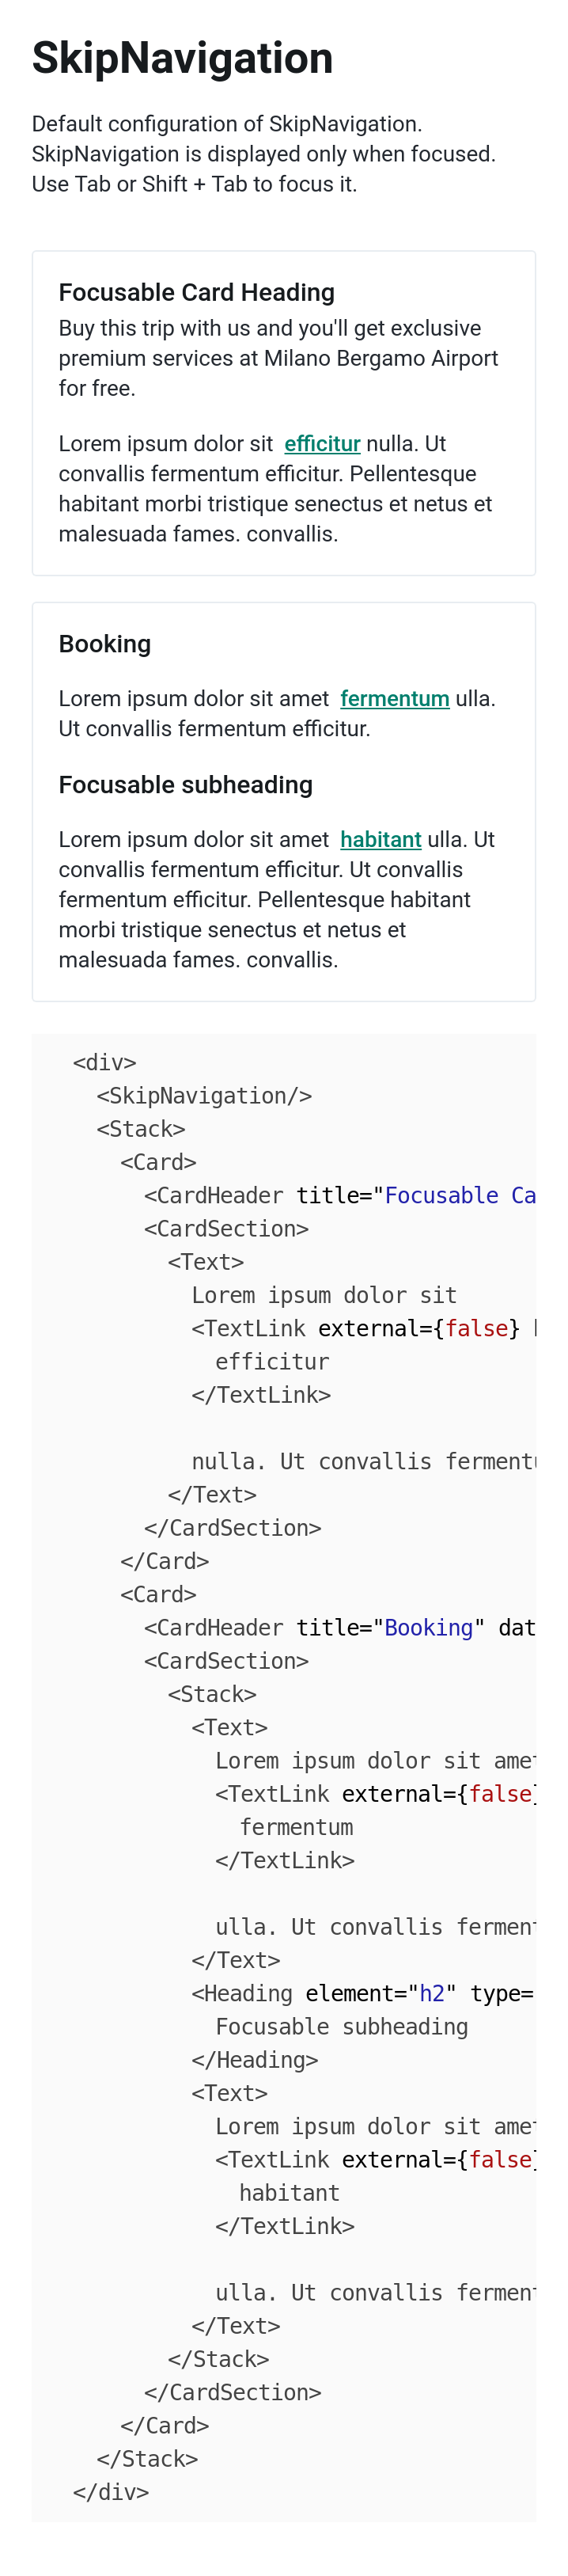 SkipNavigation
Default configuration of SkipNavigation.
SkipNavigation is displayed only when focused.
Use Tab or Shift + Tab to focus it.
Focusable Card Heading
Buy this trip with us and you'll get exclusive
premium services at Milano Bergamo Airport
for free.
Lorem ipsum dolor sit efficitur nulla. Ut
convallis fermentum efficitur. Pellentesque
habitant morbi tristique senectus et netus et
malesuada fames. convallis.
Booking
Lorem ipsum dolor sit amet fermentum ulla.
Ut convallis fermentum efficitur.
Focusable subheading
Lorem ipsum dolor sit amet habitant ulla. Ut
convallis fermentum efficitur. Ut convallis
fermentum efficitur. Pellentesque habitant
morbi tristique senectus et netus et
malesuada fames. convallis.
<div>
<SkipNavigation/>
<Stack>
<Card>
<CardHeader title="Focusable Ca
<CardSection>
<Text>
Lorem ipsum dolor sit
<TextLink external={false}
efficitur
</TextLink>
nulla. Ut convallis ferment
</Text>
</CardSection>
</Card>
<Card>
<CardHeader title="Booking" dat
<CardSection>
<Stack>
<Text>
Lorem ipsum dolor sit amet
<TextLink external={false}
fermentum
</TextLink>
ulla. Ut convallis ferment
</Text>
<Heading element="h2" type=
Focusable subheading
</Heading>
<Text>
Lorem ipsum dolor sit amet
<TextLink external={false}
habitant
</TextLink>
ulla. Ut convallis ferment
</Text>
</Stack>
</CardSection>
</Card>
</Stack>
</div>